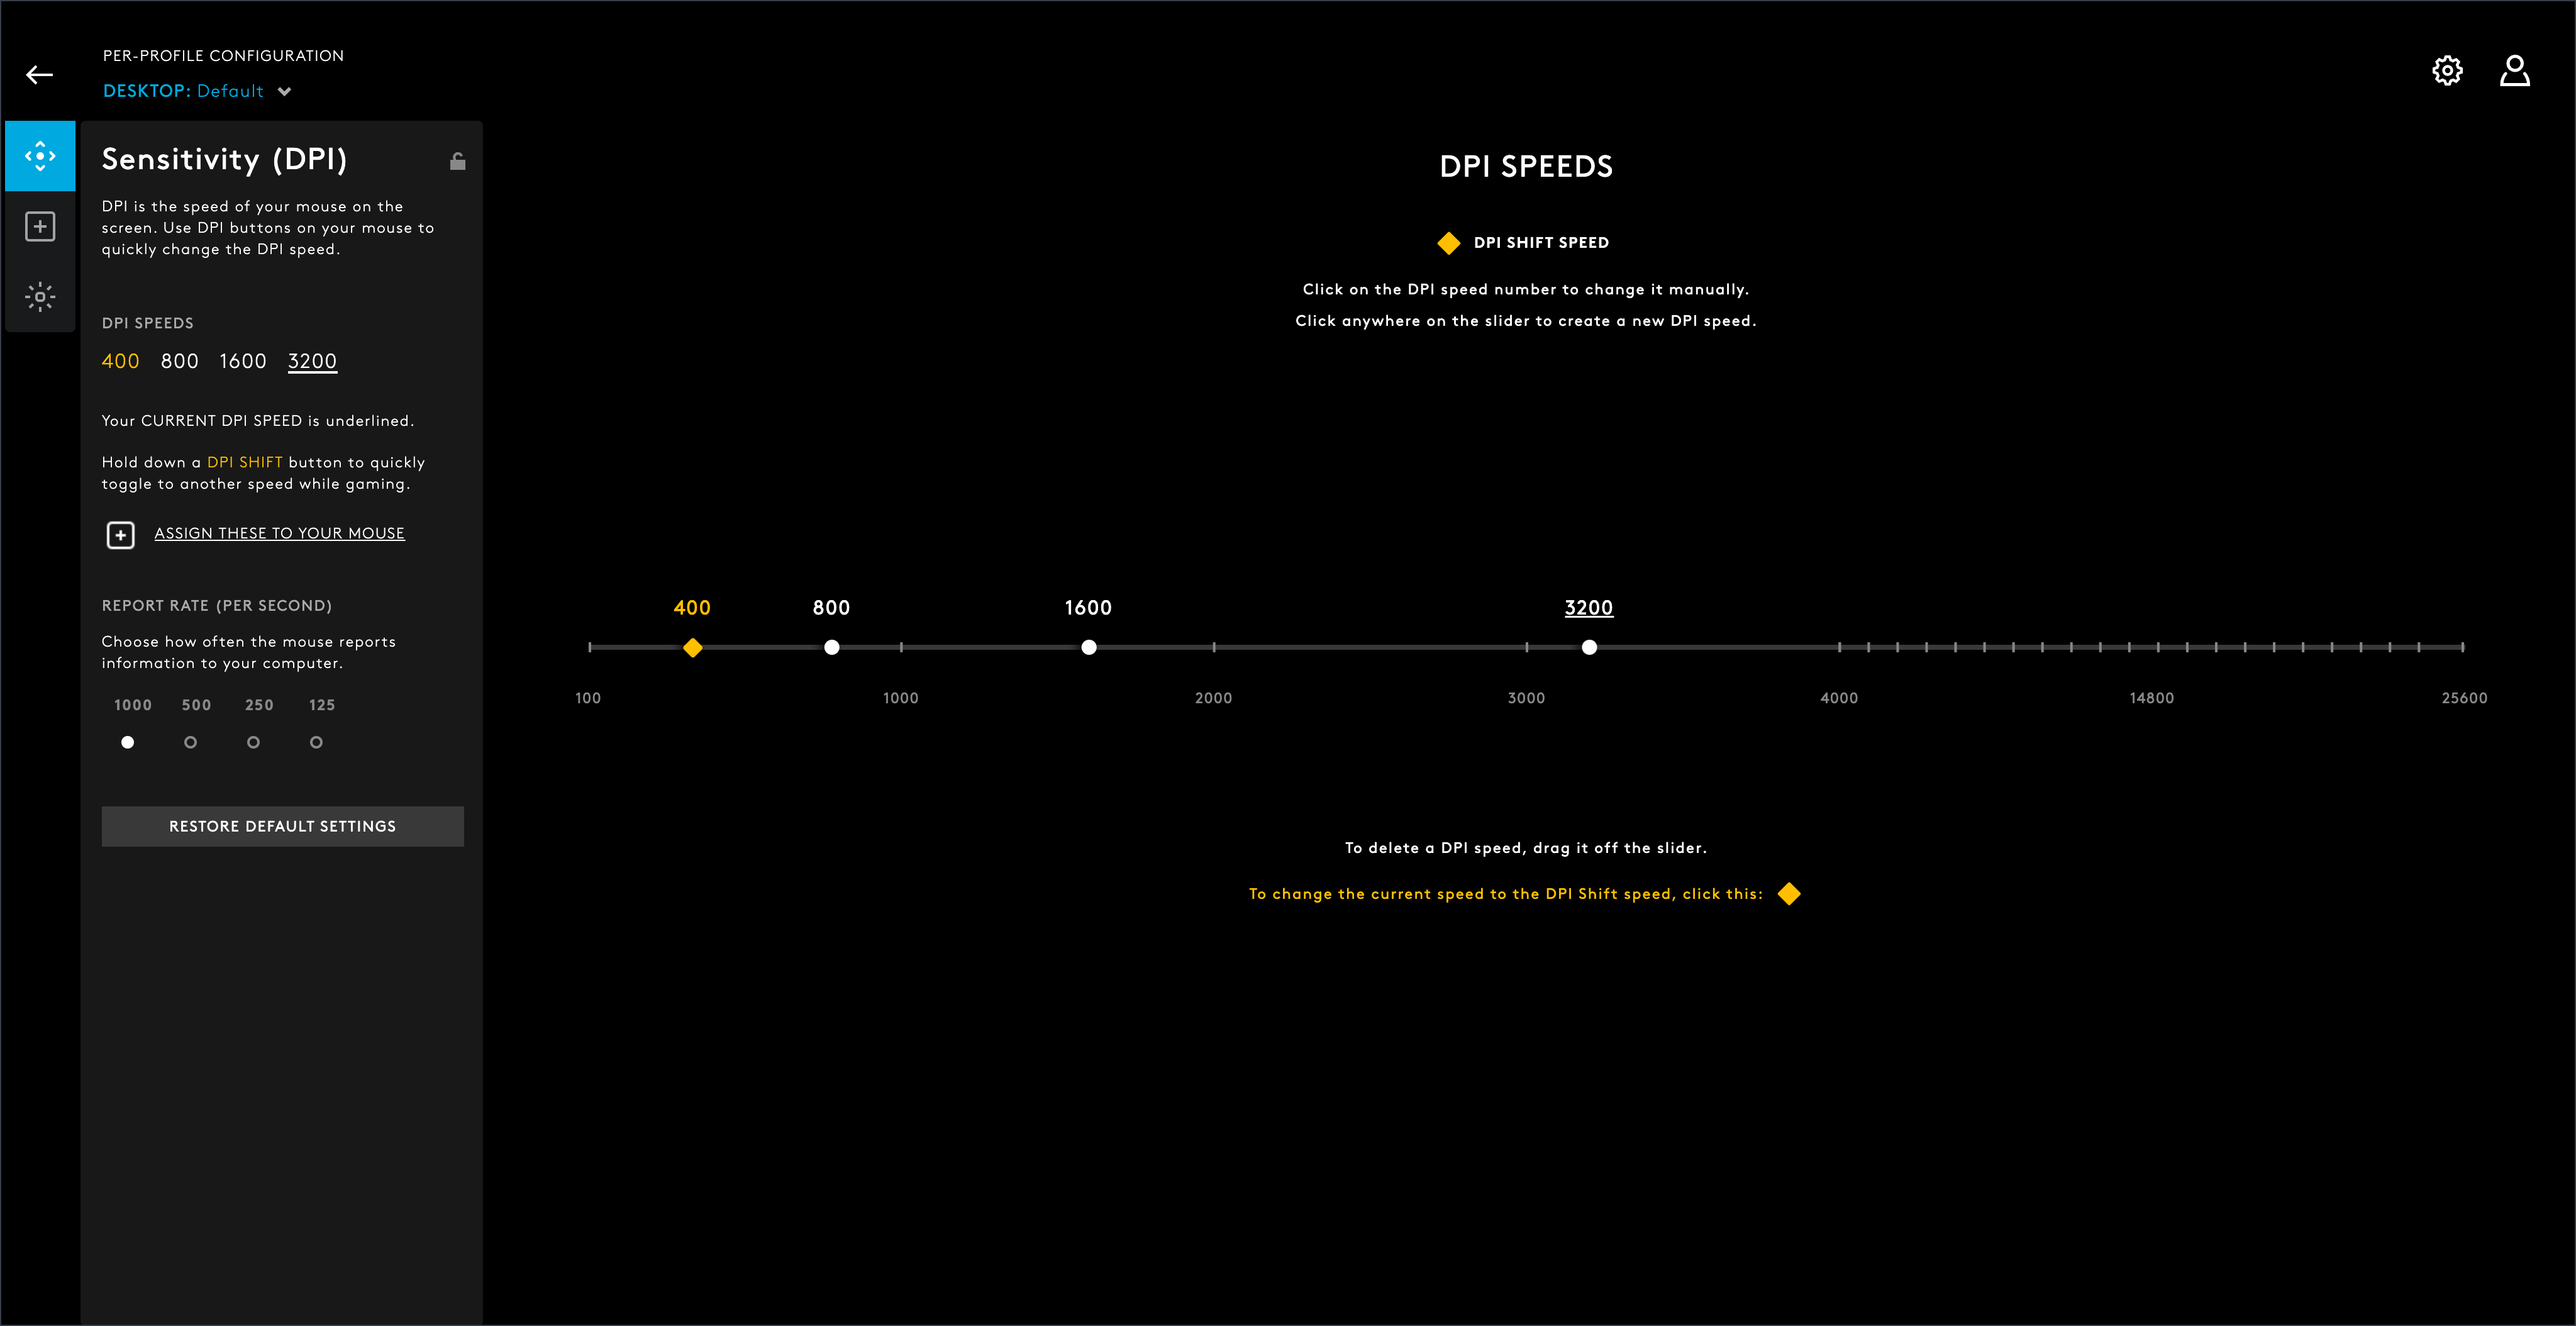 PER-PROFILE CONFIGURATION
DESKTOP: Default
Sensitivity (DPI)
DPI is the speed of your mouse on the
screen. Use DPI buttons on your mouse to
quickly change the DPI speed.
DPI SPEEDS
400 800 1600 3200
Your CURRENT DPI SPEED is underlined.
Hold down a DPI SHIFT button to quickly
toggle to another speed while gaming.
ASSIGN THESE TO YOUR MOUSE
REPORT RATE (PER SECOND)
Choose how often the mouse reports
information to your computer.
1000 500 250 125
RESTORE DEFAULT SETTINGS
DPI SPEEDS
DPI SHIFT SPEED
Click on the DPI speed number to change it manually.
Click anywhere on the slider to create a new DPI speed.
400 800 1600 3200
100 1000 2000 3000 4000 14800 25600
To delete a DPI speed, drag it off the slider.
To change the current speed to the DPI Shift speed, click this: